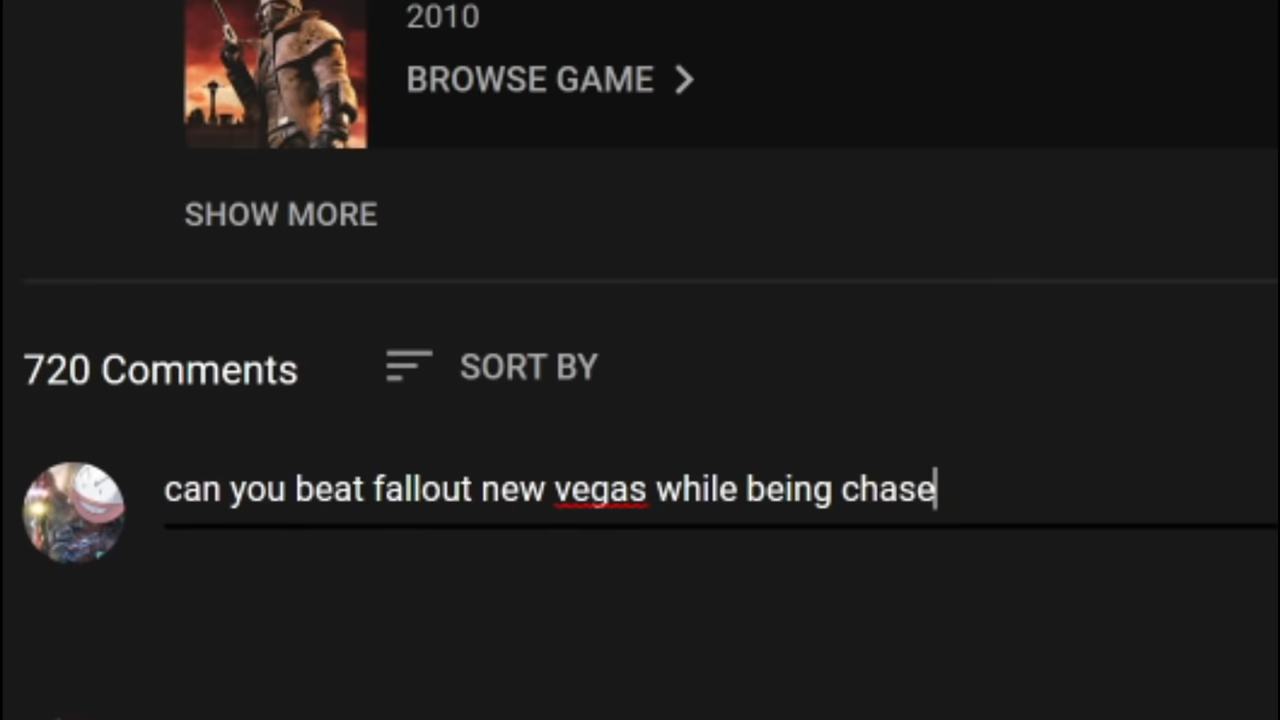 2010
BROWSE GAME
SHOW MORE
720 Comments
SORT BY
can you beat fallout new vegas while being chase